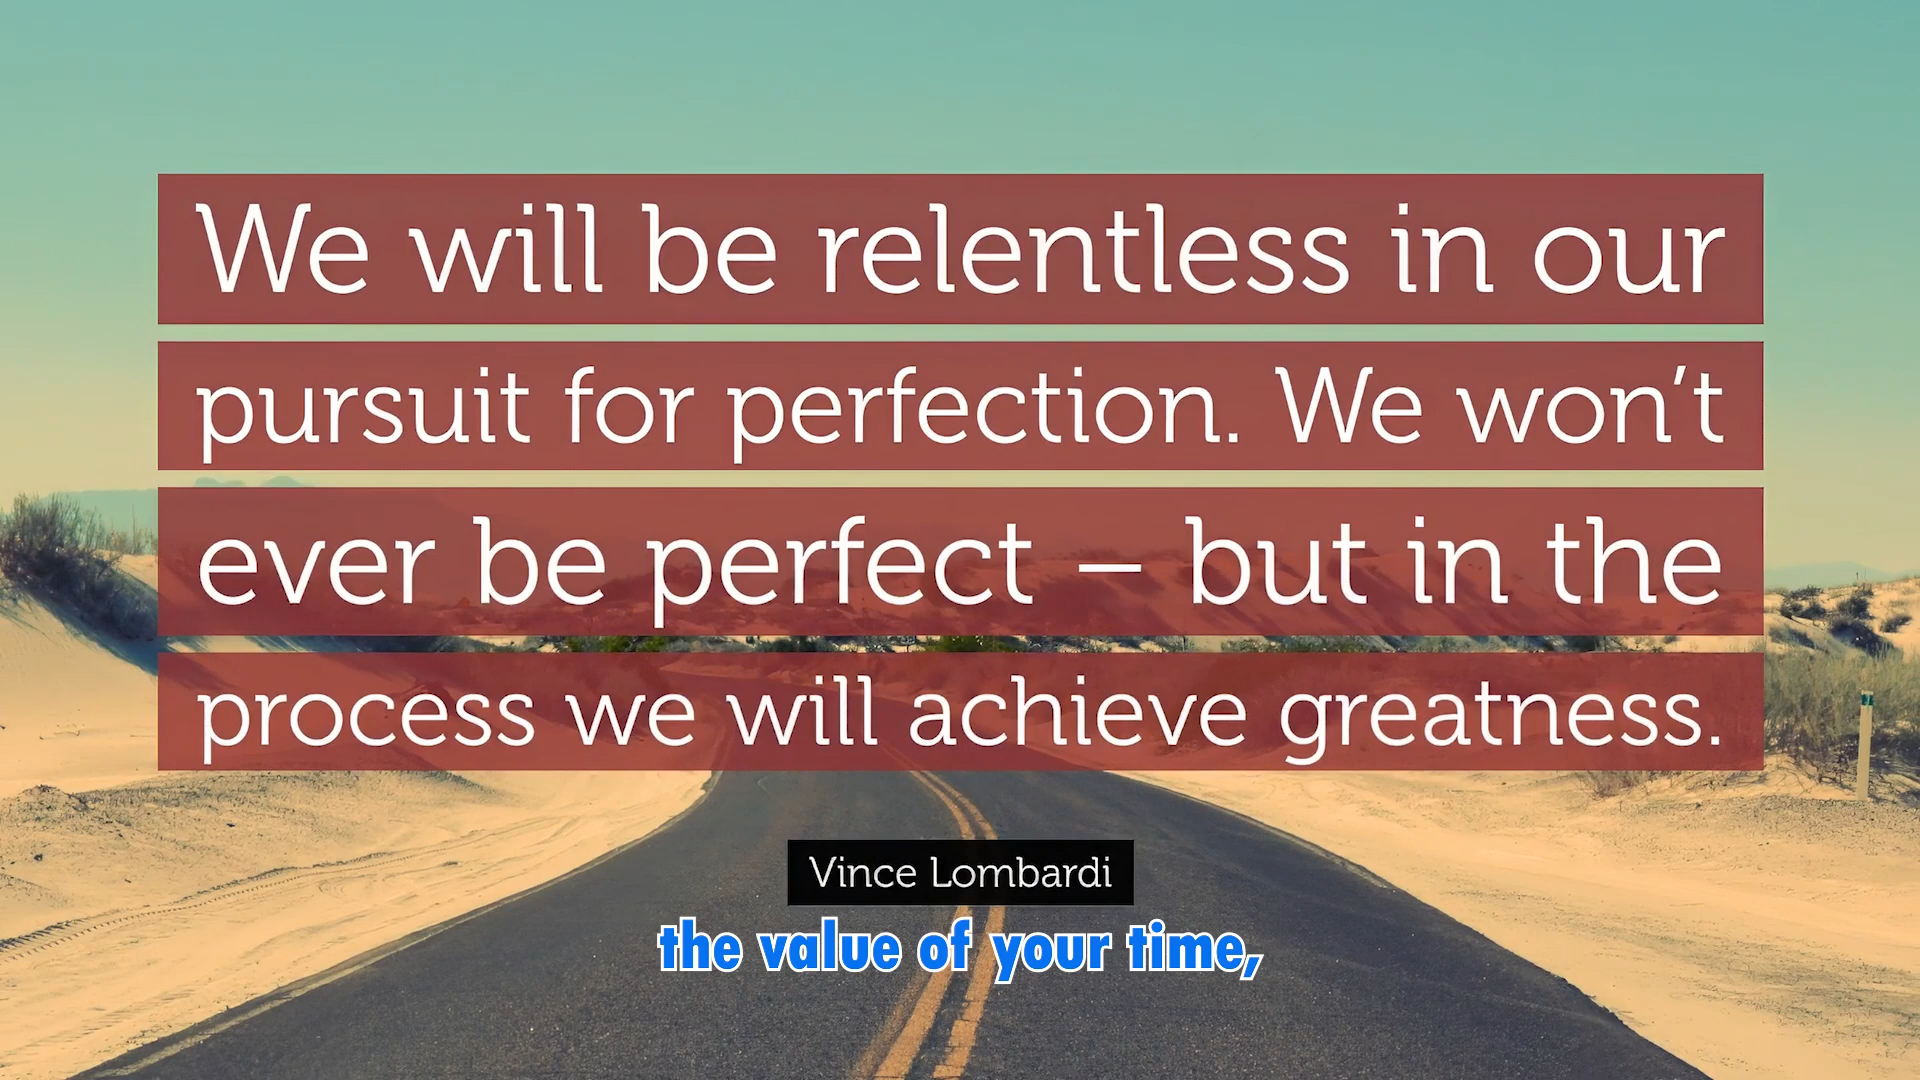 We will be relentless in our
pursuit for perfection. We won’t
ever be perfect – but in the
process we will achieve greatness.
Vince Lombardi
the value of your time,